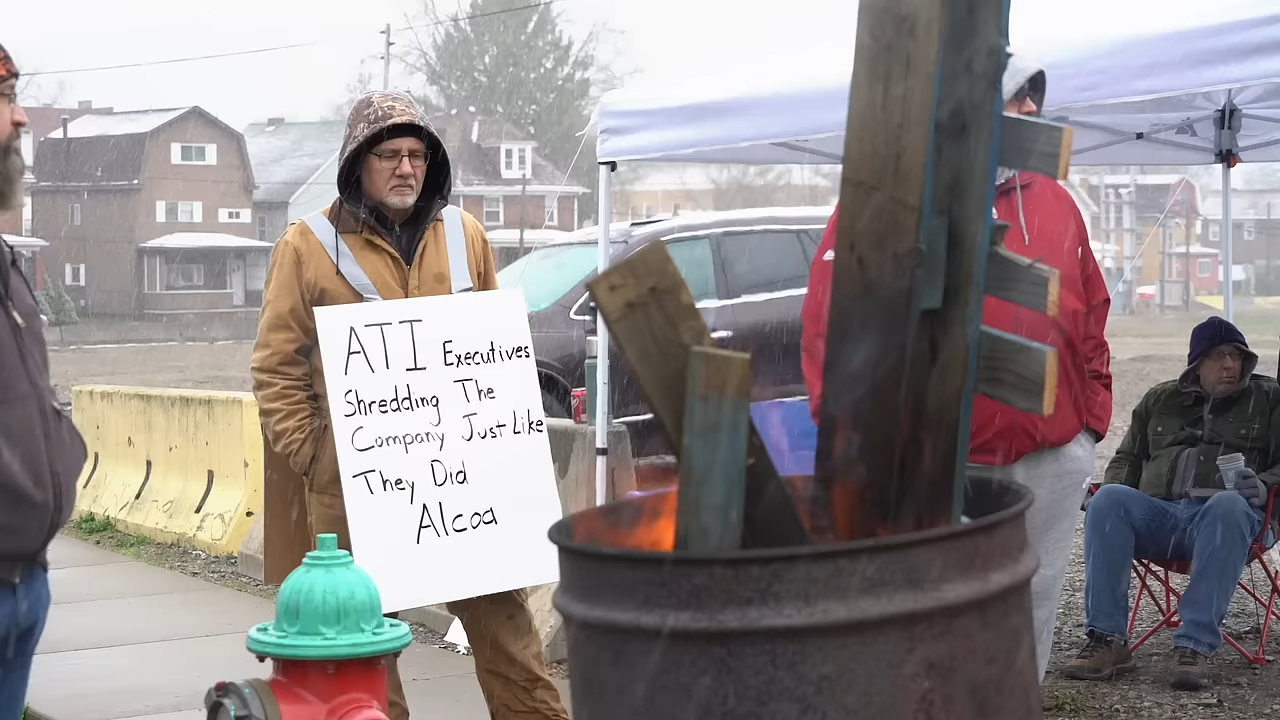 ATI Executives
Shredding The
Company Just Like
They Did
Alcoa